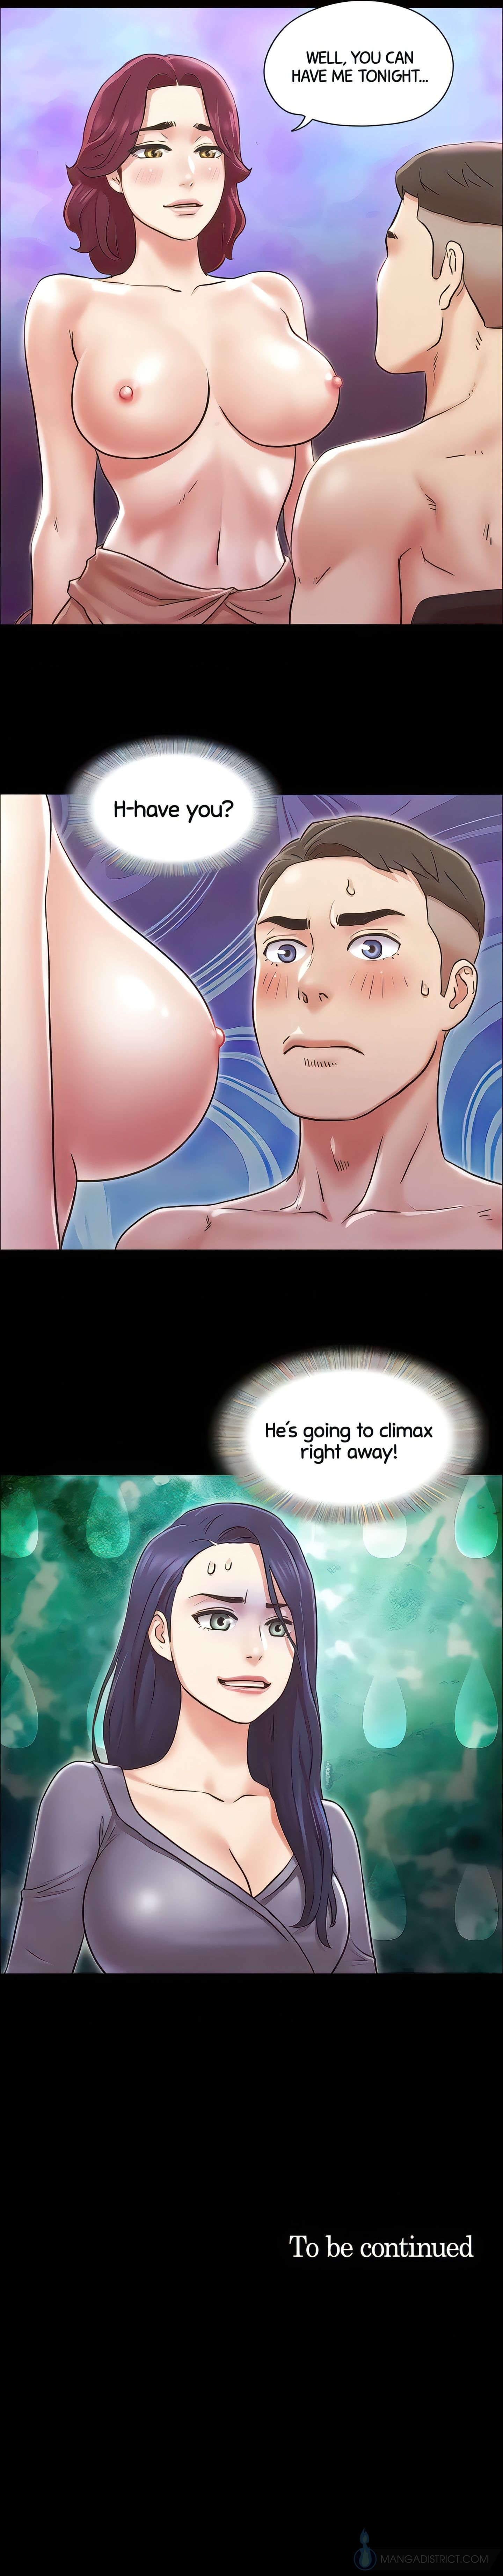 WELL, YOU CAN
HAVE ME TONIGHT...
H-have you?
He's going to climax
right away!
To be continued
MANGADISTRICT.COM